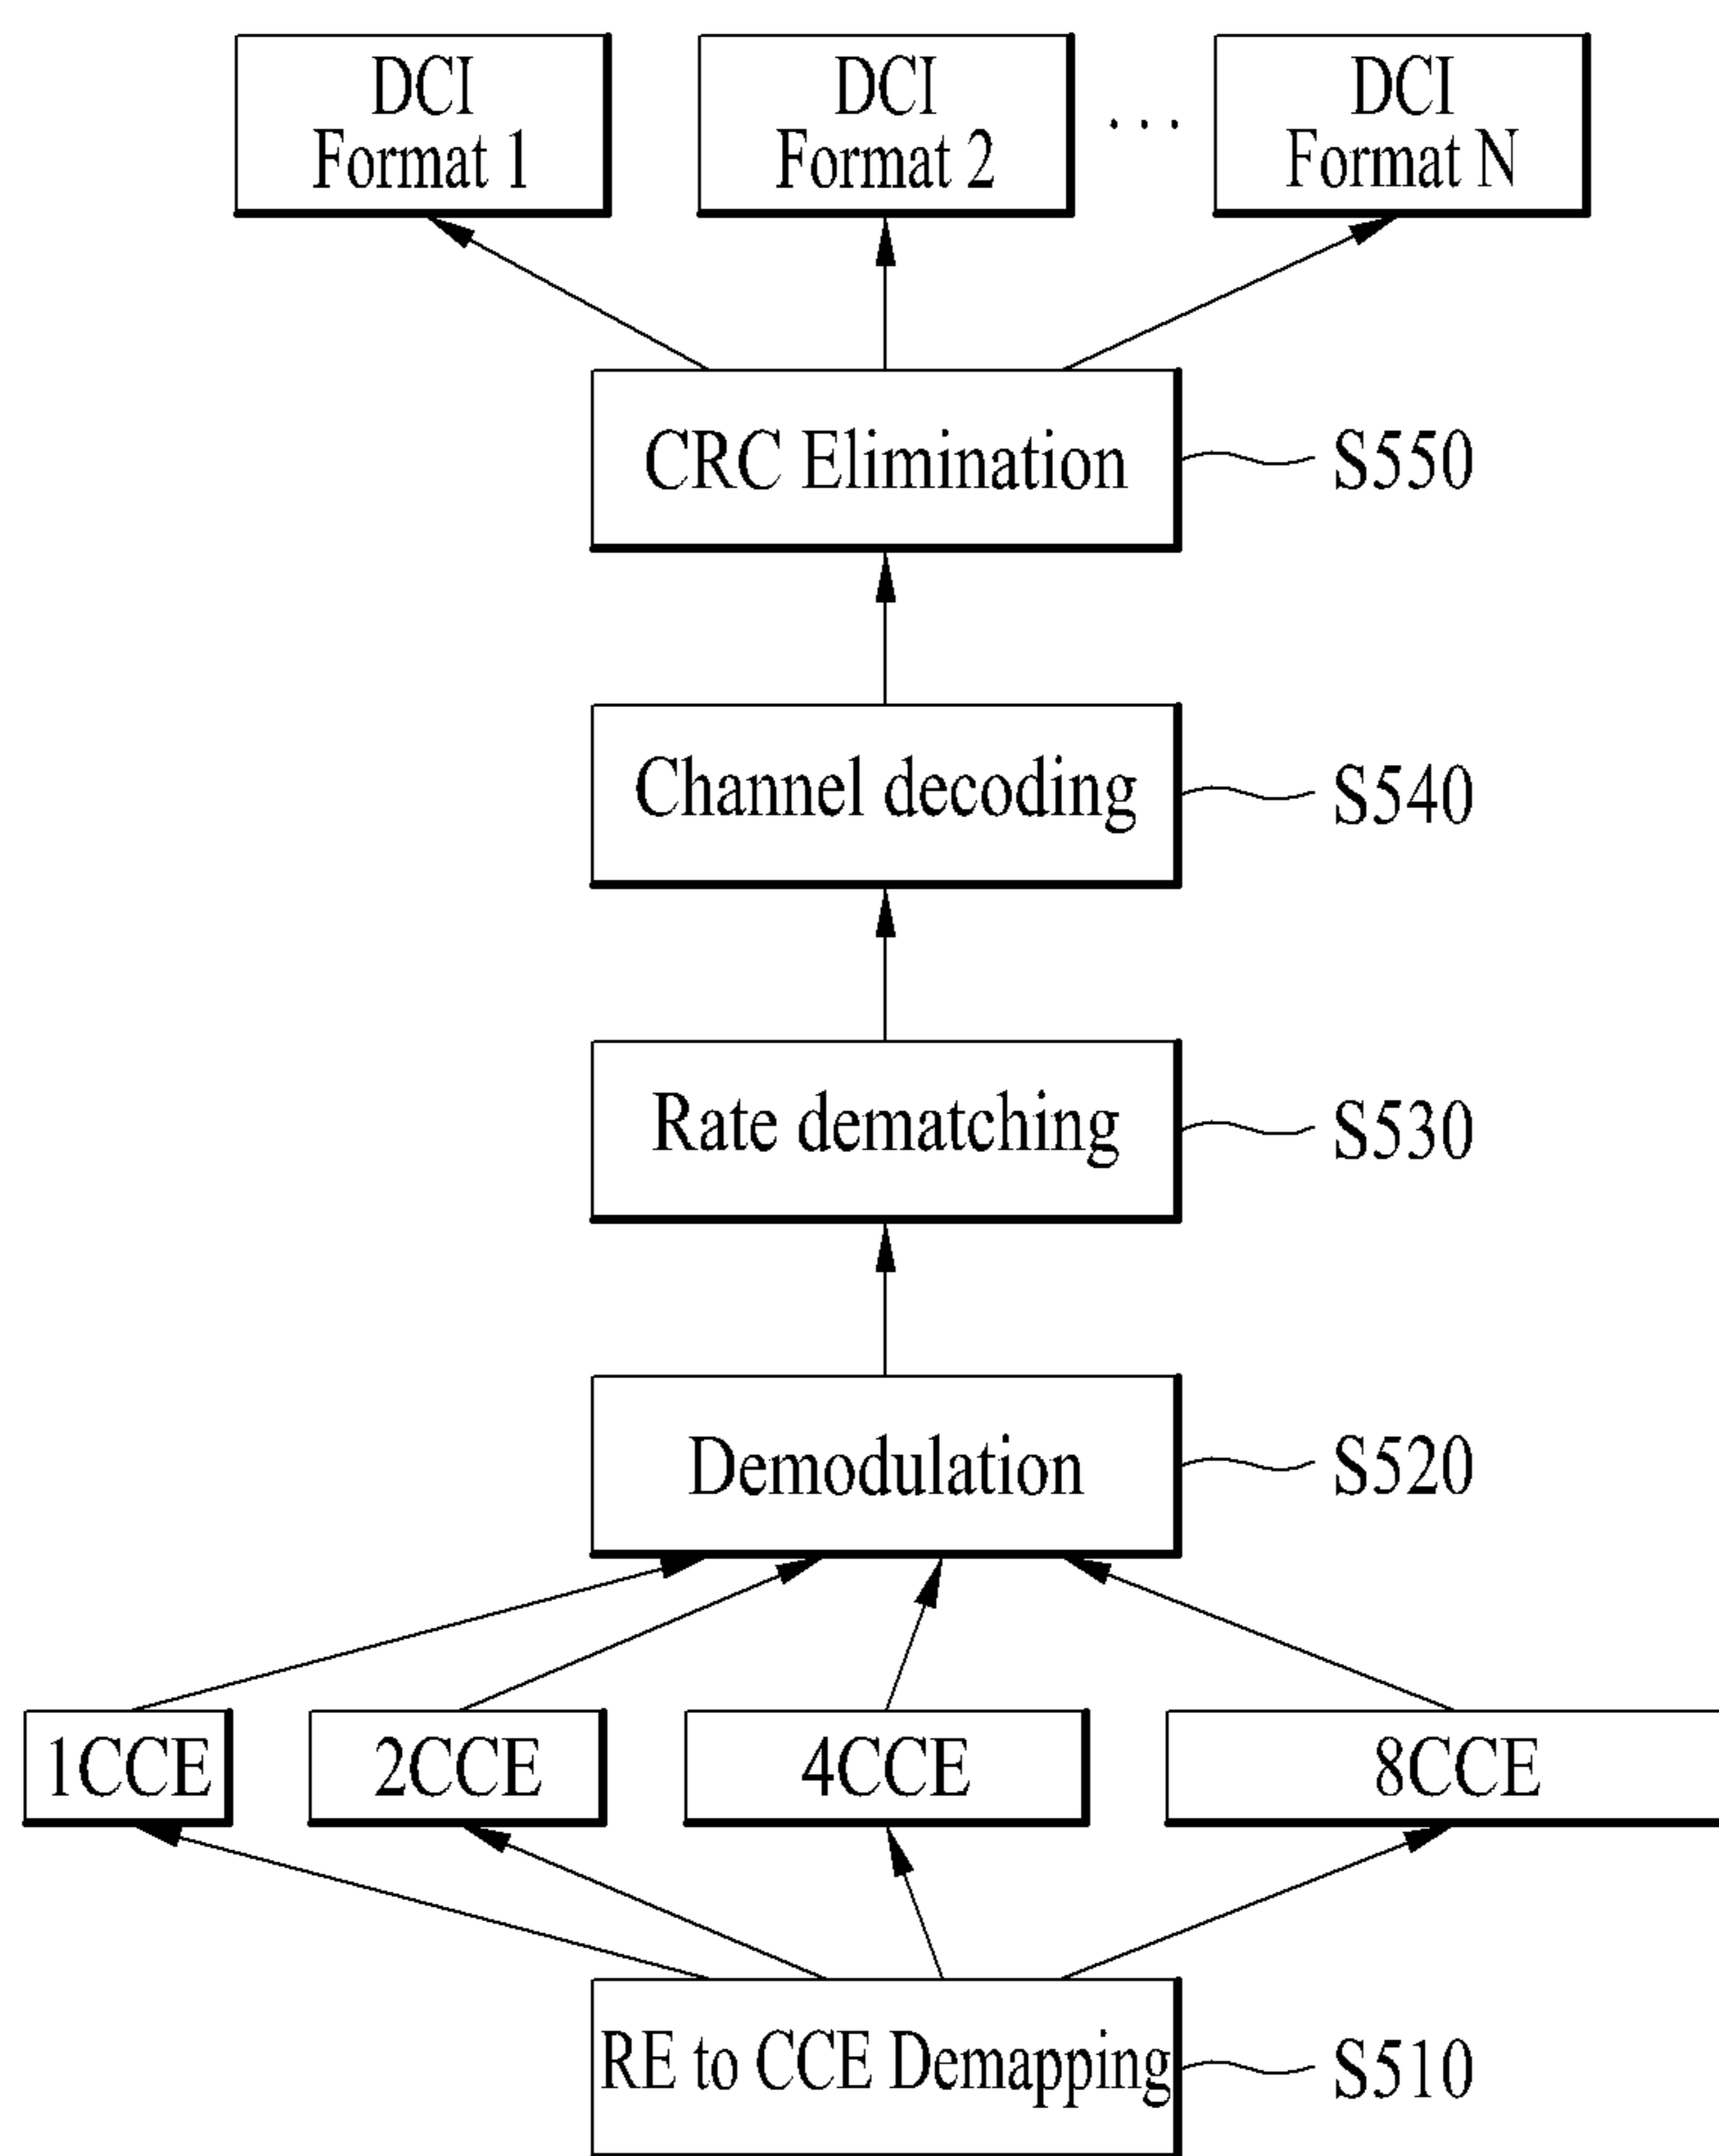 DCI
Format 1
DCI
Format 2
...
DCI
Format N
CRC Elimination
S550
Channel decoding
S540
Rate dematching
S530
Demodulation
S520
1CCE
2CCE
4CCE
8CCE
RE to CCE Demapping
S510